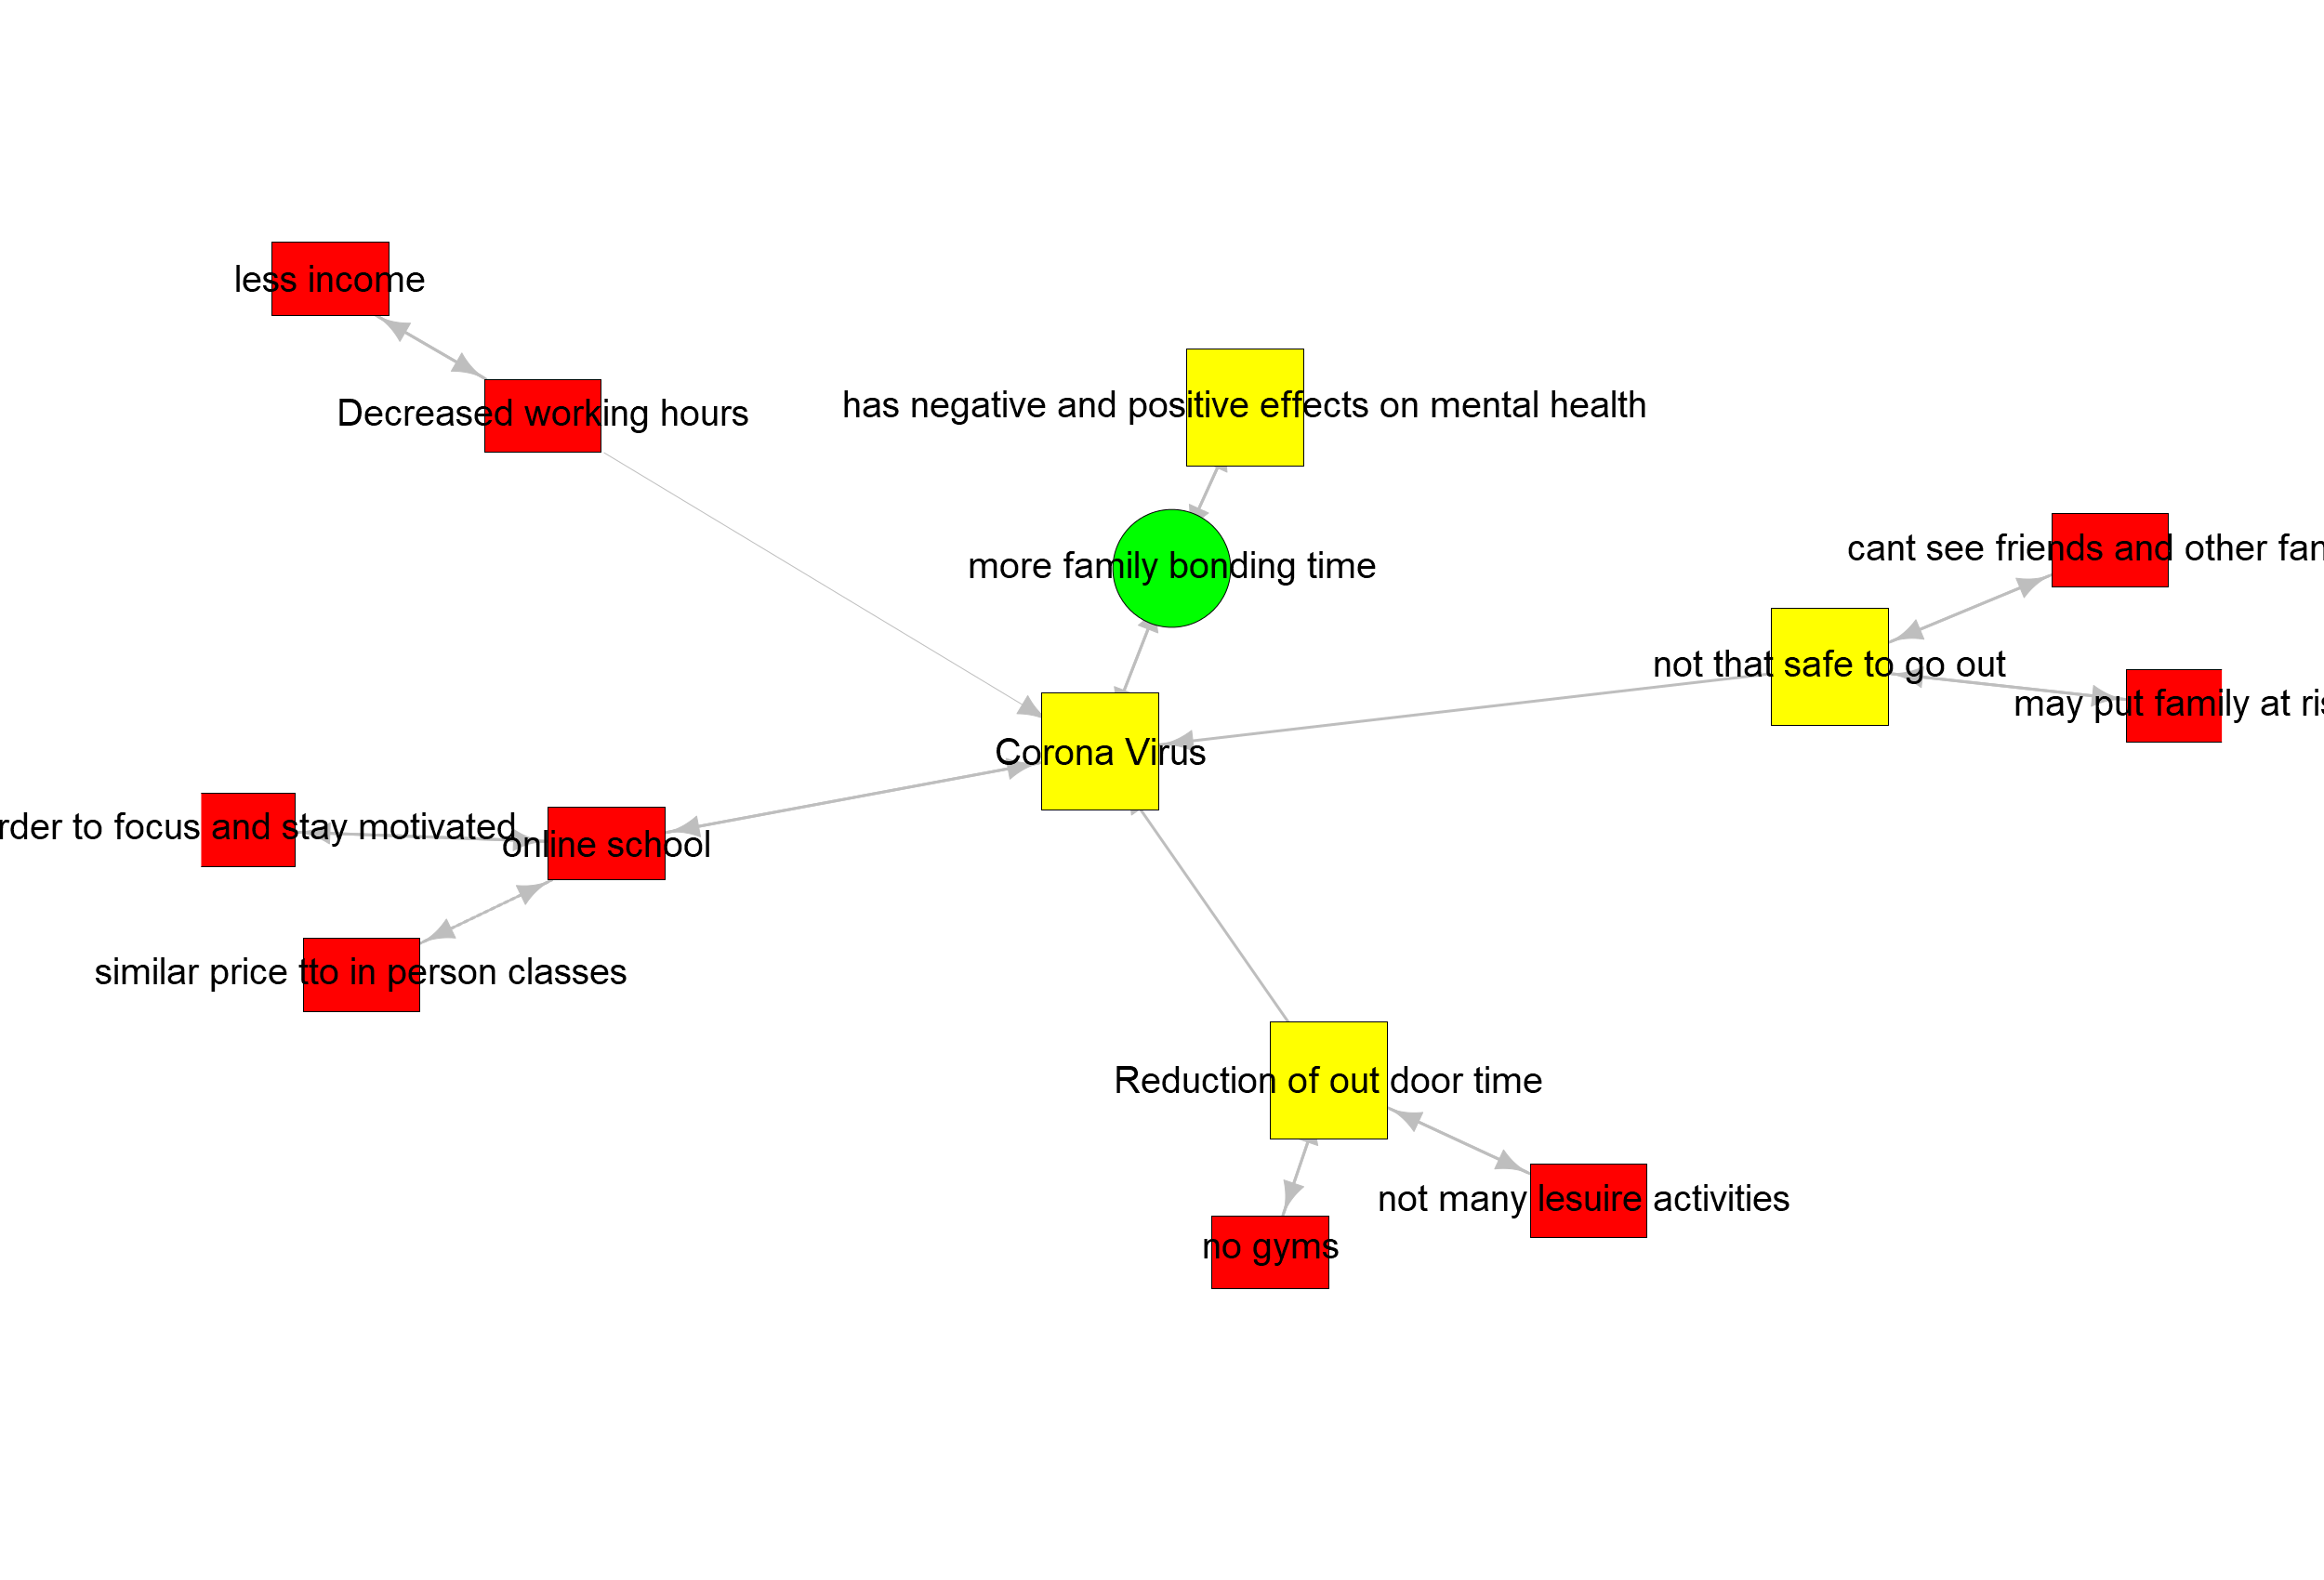 less income
Decreased working hours
has negative and positive effects on mental health
more family bonding time
cant see friends and other fan
not that safe to go out
may put family at ris
Corona Virus
rder to focus and stay motivated
online school
similar price tto in person classes
Reduction of out door time
not many lesuire activities
no gyms